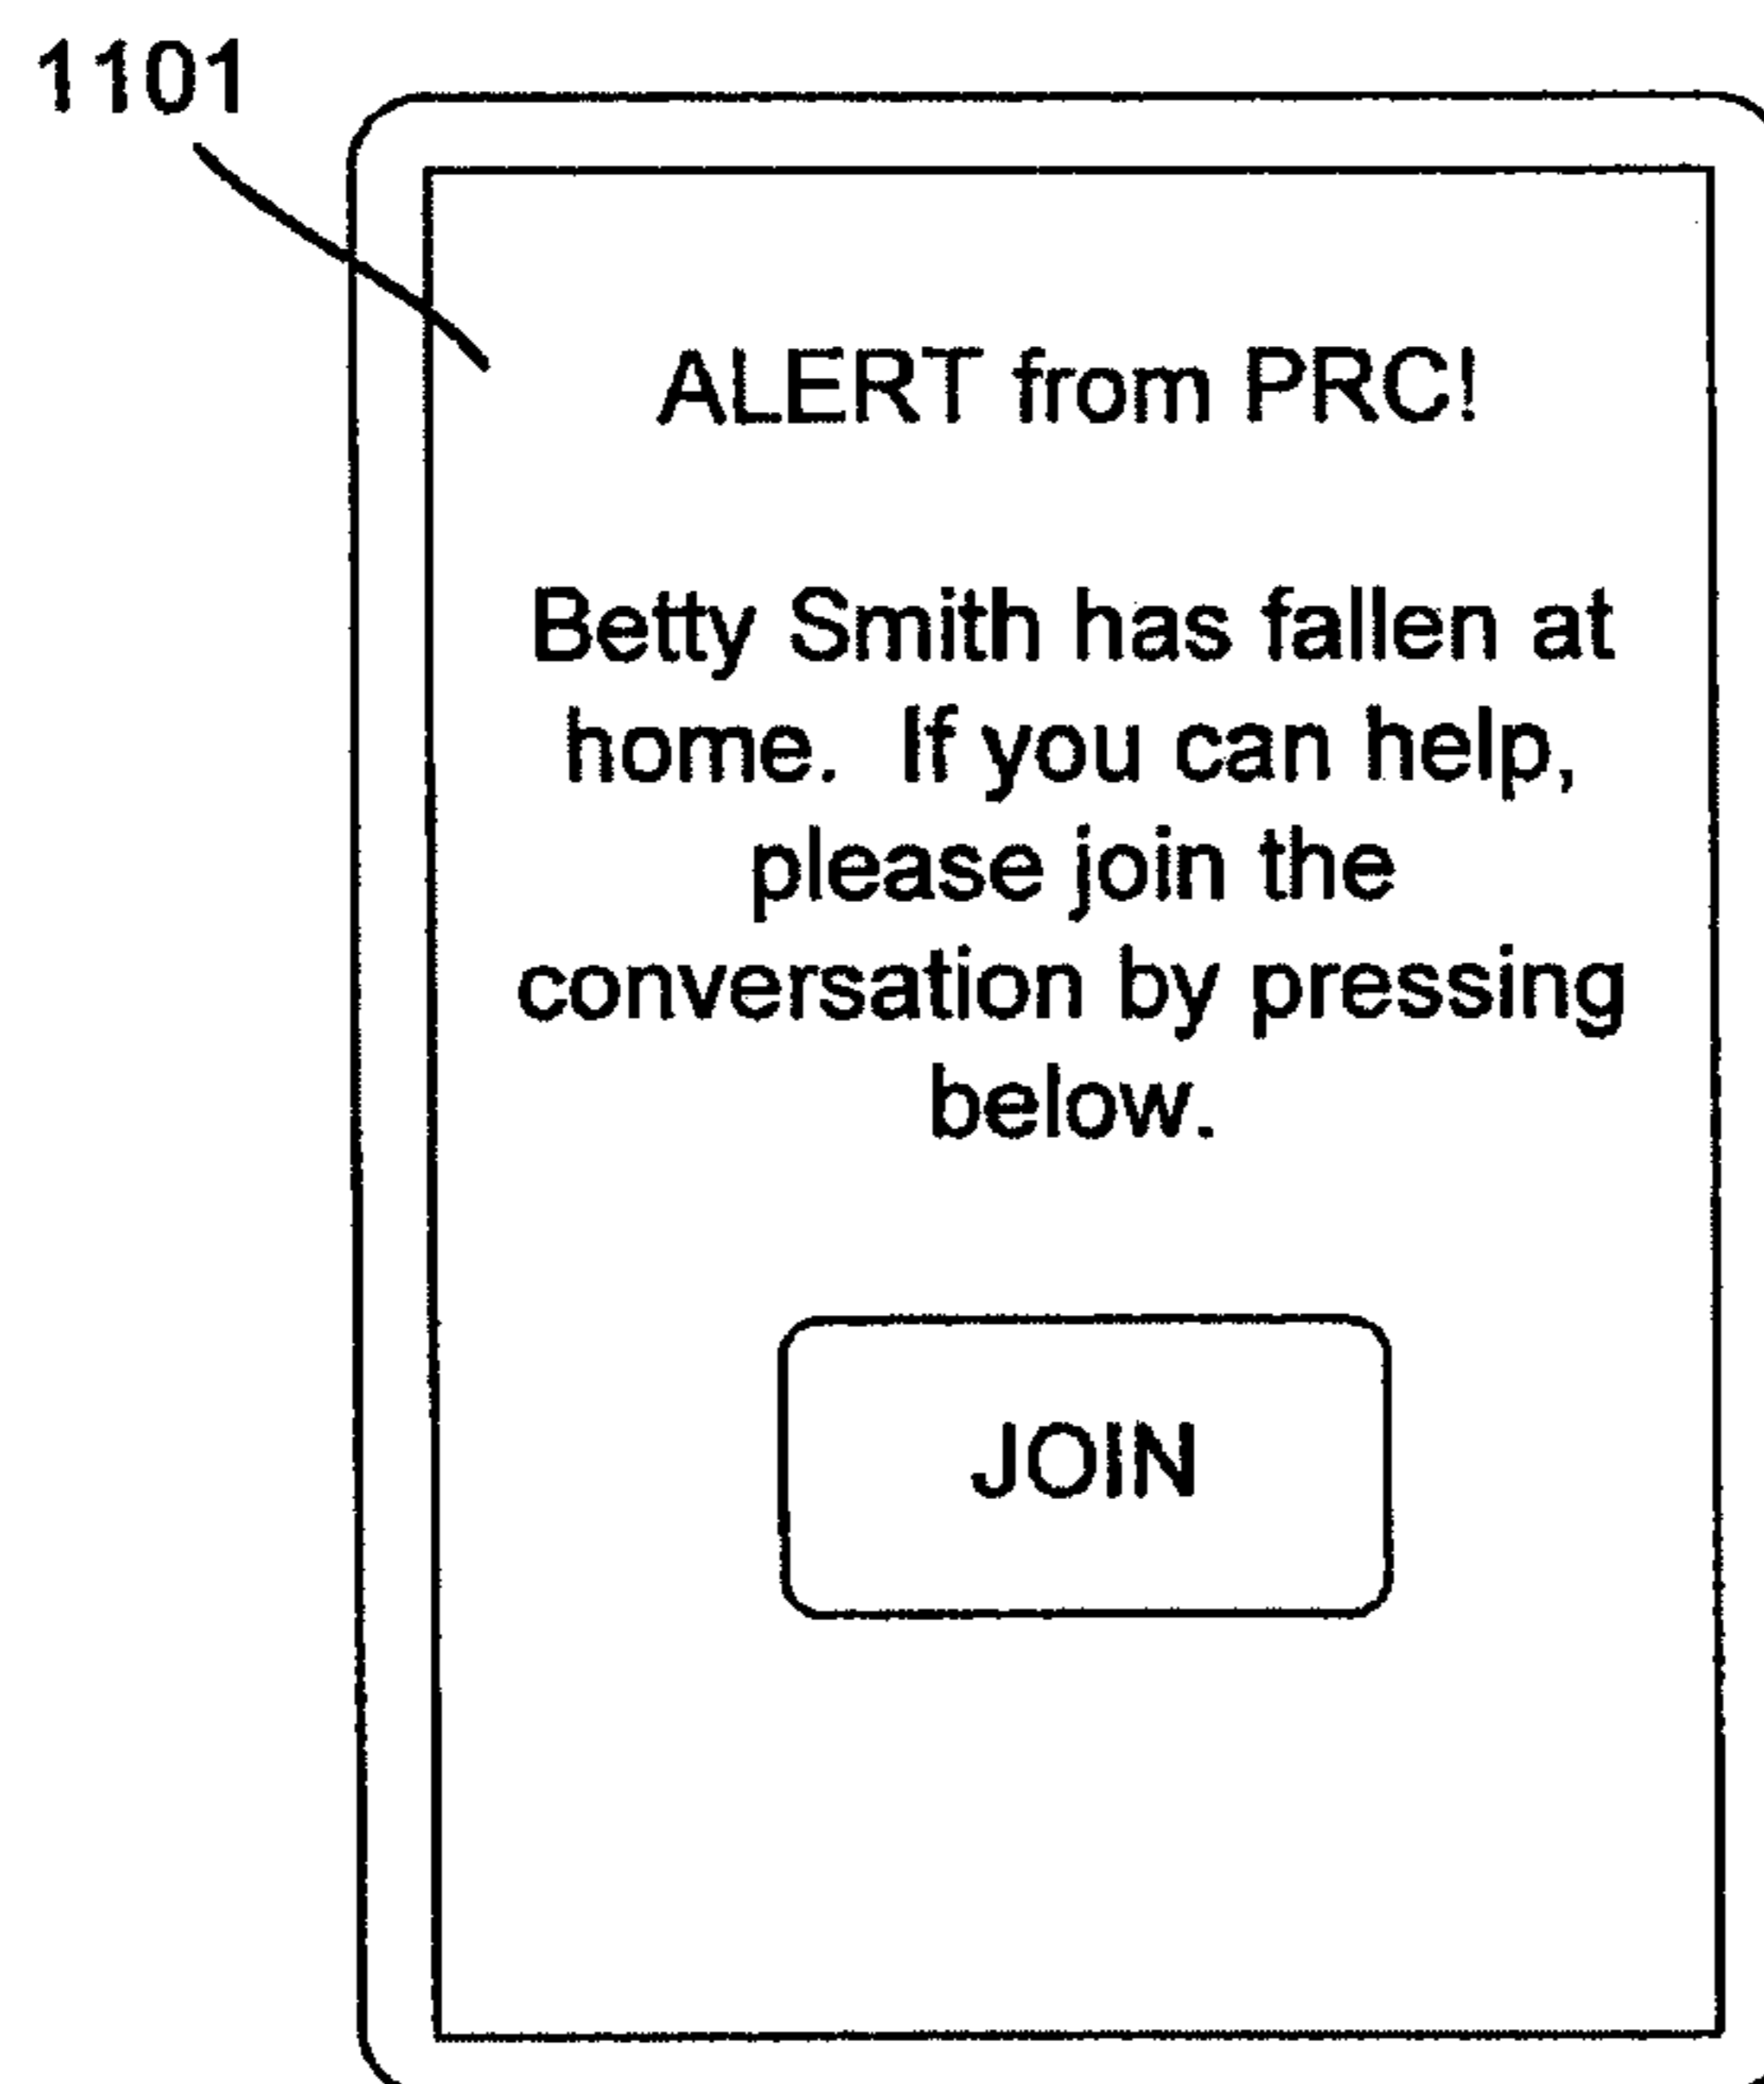 1101
ALERT from PRC!
Betty Smith has fallen at
home.  If you can help,
please join the
conversation by pressing
below.
JOIN